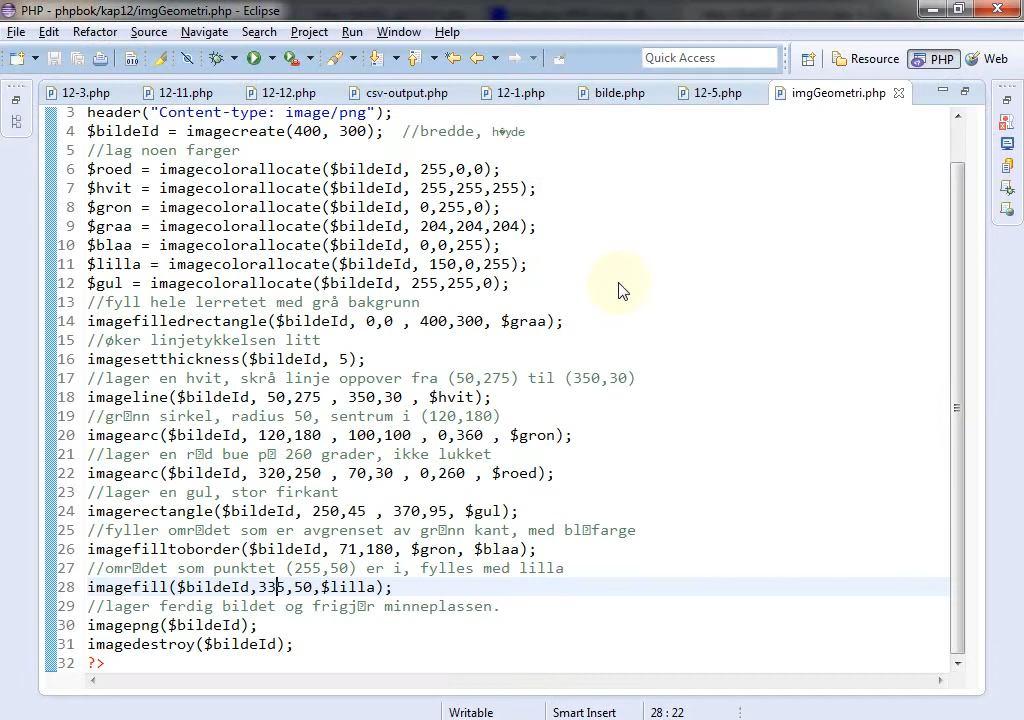 PHP - phpbok/kap12/imgGeometri.php - Eclipse
File Edit Refactor Source Navigate Search Project Run Window Help
Quick Access Resource PHP Web
12-3.php 12-11.php 12-12.php csv-output.php 12-1.php bilde.php 12-5.php imgGeometri.php
3 header("Content-type: image/png");
4 $bildeId = imagecreate(400, 300);  //bredde, h�yde
5 //lag noen farger
6 $roed = imagecolorallocate($bildeId, 255,0,0);
7 $hvit = imagecolorallocate($bildeId, 255,255,255);
8 $gron = imagecolorallocate($bildeId, 0,255,0);
9 $graa = imagecolorallocate($bildeId, 204,204,204);
10 $blaa = imagecolorallocate($bildeId, 0,0,255);
11 $lilla = imagecolorallocate($bildeId, 150,0,255);
12 $gul = imagecolorallocate($bildeId, 255,255,0);
13 //fyll hele lerretet med grå bakgrunn
14 imagefilledrectangle($bildeId, 0,0 , 400,300, $graa);
15 //øker linjetykkelsen litt
16 imagesetthickness($bildeId, 5);
17 //lager en hvit, skrå linje oppover fra (50,275) til (350,30)
18 imageline($bildeId, 50,275 , 350,30 , $hvit);
19 //gr�nn sirkel, radius 50, sentrum i (120,180)
20 imagearc($bildeId, 120,180 , 100,100 , 0,360 , $gron);
21 //lager en r�d bue p� 260 grader, ikke lukket
22 imagearc($bildeId, 320,250 , 70,30 , 0,260 , $roed);
23 //lager en gul, stor firkant
24 imagerectangle($bildeId, 250,45 , 370,95, $gul);
25 //fyller omr�det som er avgrenset av gr�nn kant, med bl�farge
26 imagefilltoborder($bildeId, 71,180, $gron, $blaa);
27 //omr�det som punktet (255,50) er i, fylles med lilla
28 imagefill($bildeId,335,50,$lilla);
29 //lager ferdig bildet og frigj�r minneplassen.
30 imagepng($bildeId);
31 imagedestroy($bildeId);
32 ?>
Writable Smart Insert 28 : 22